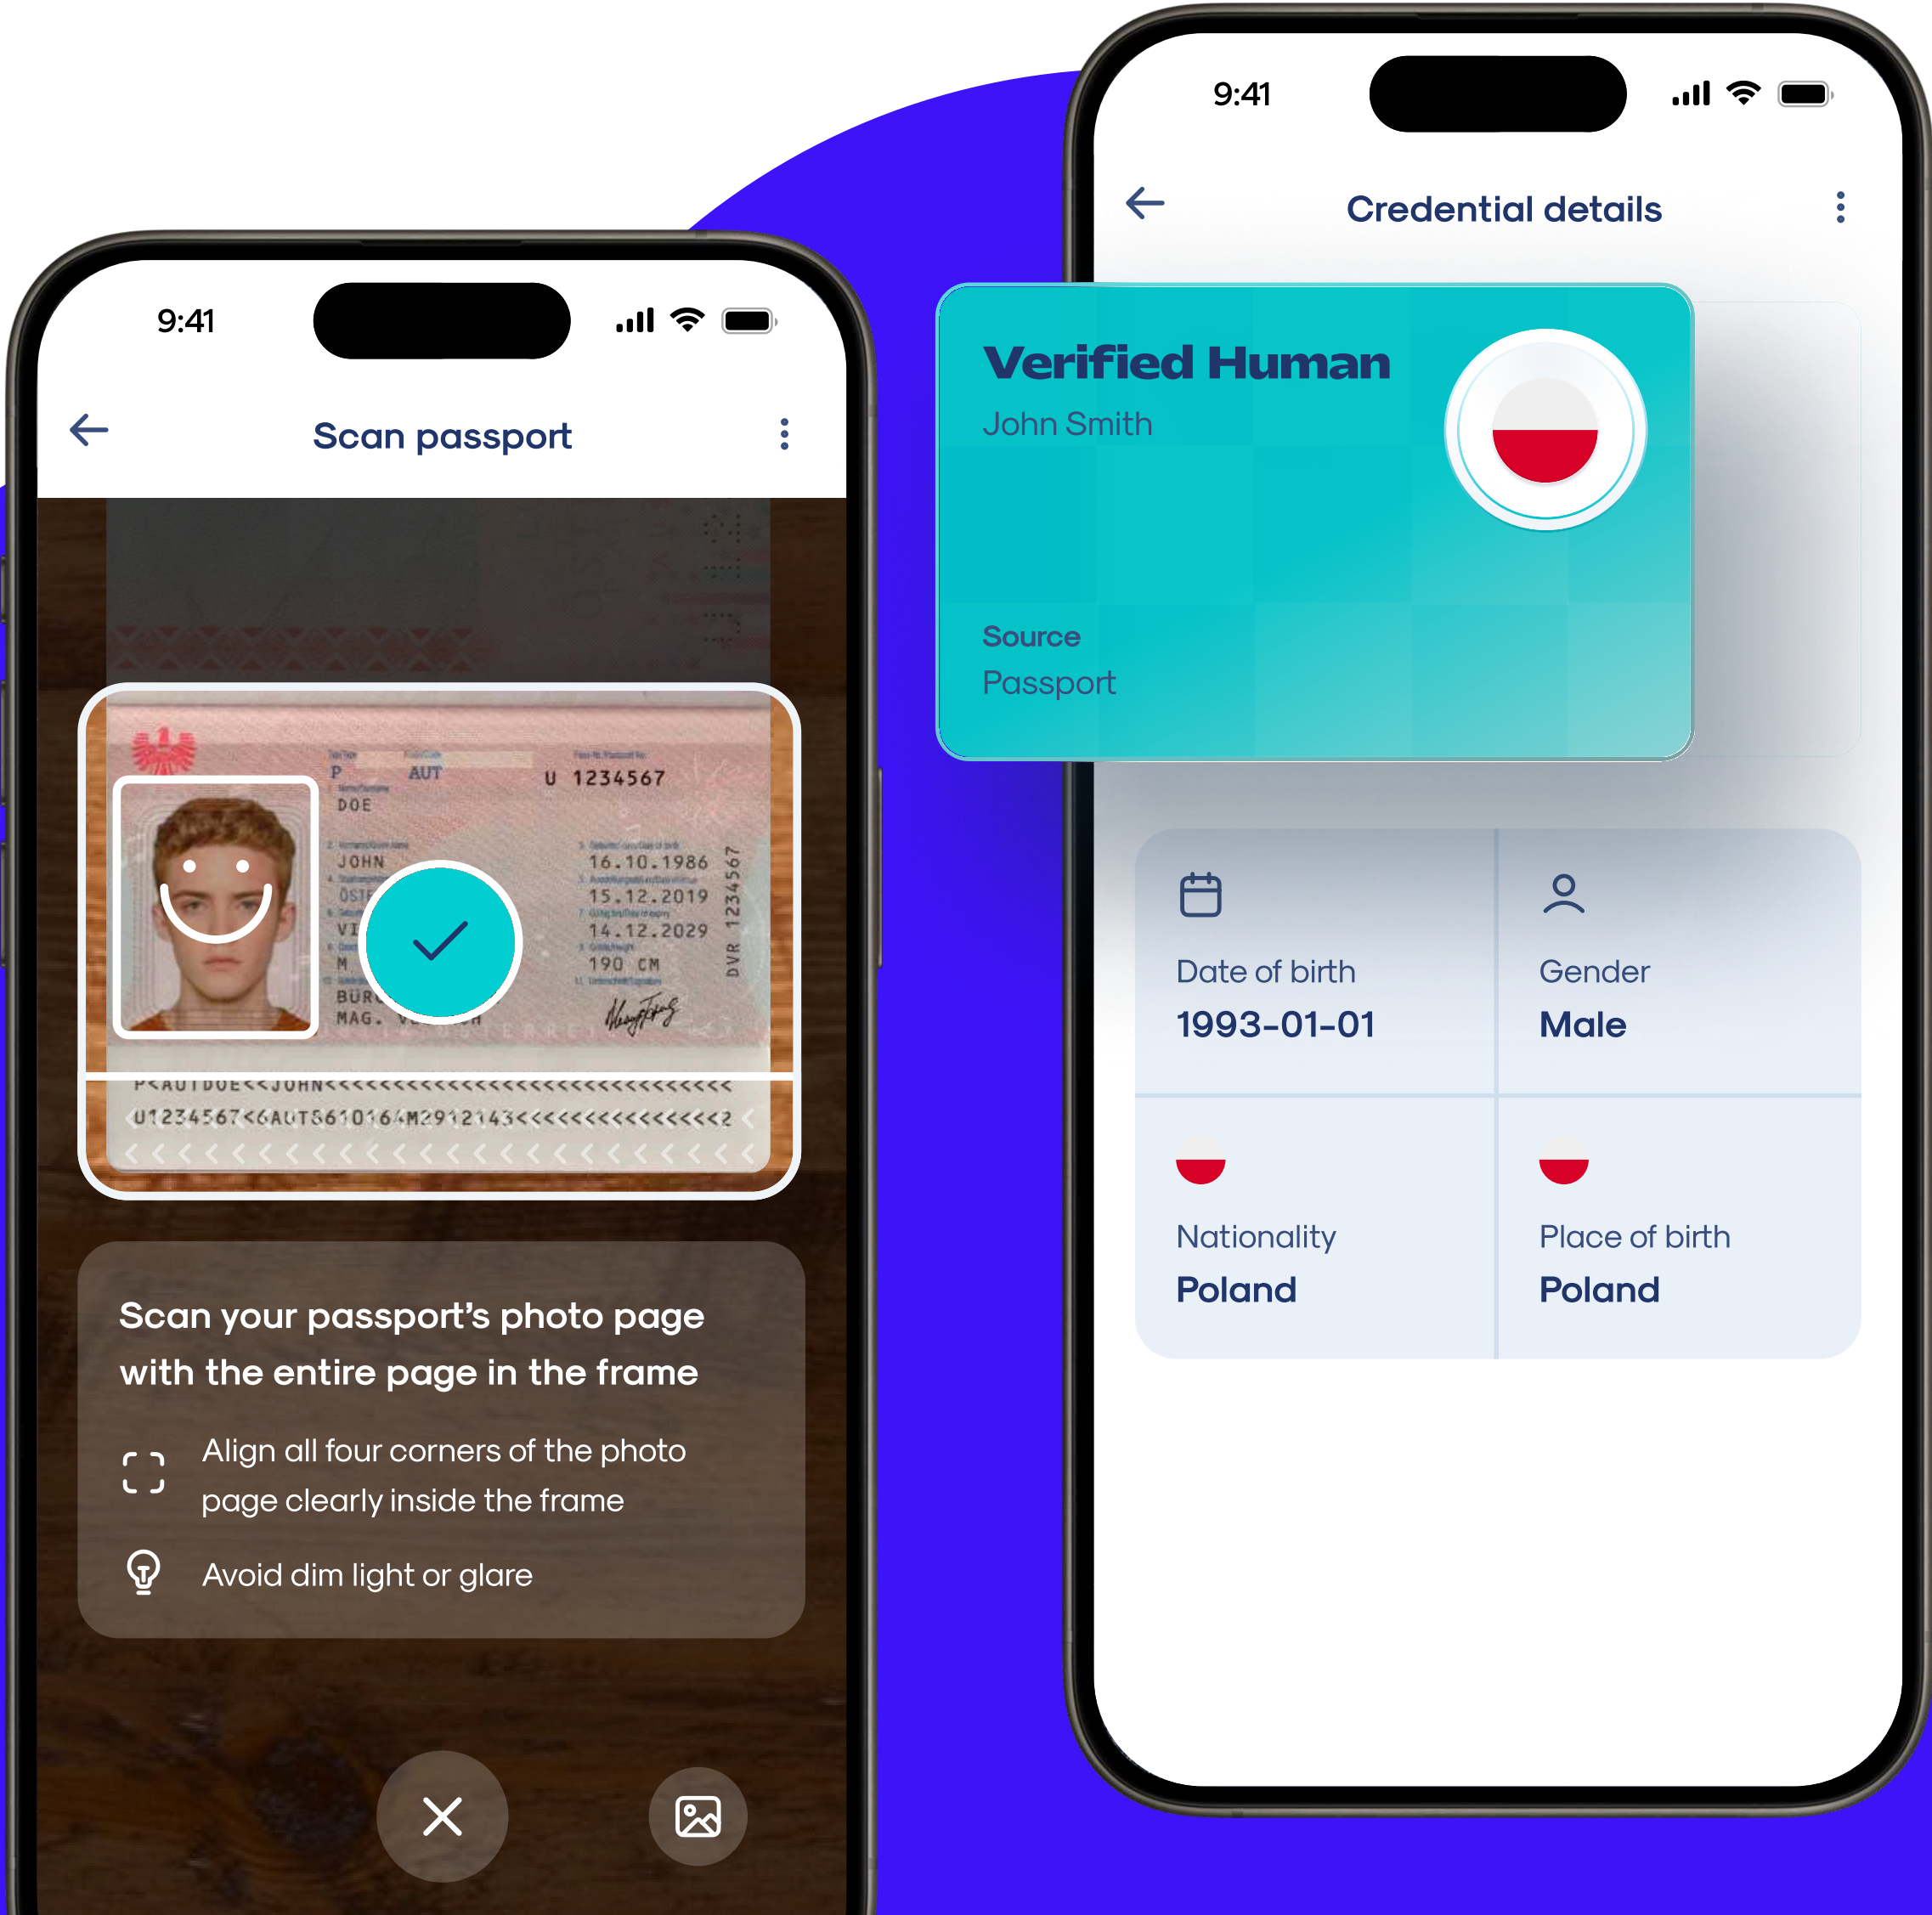 9:41
Scan passport
P
AUT
U 1234567
DOE
JOHN
16.10.1986
15.12.2019
14.12.2029
M
190 CM
MAG.
DVR 1234567
P<AUTDOE<<JOHN<<<<<<<<<<<<<<<<<<<<<<<<<<<<<
U1234567<6AUT8610164M2912143<<<<<<<<<<<<<<<2
Scan your passport’s photo page
with the entire page in the frame
Align all four corners of the photo
page clearly inside the frame
Avoid dim light or glare
9:41
Credential details
Verified Human
John Smith
Source
Passport
Date of birth
1993-01-01
Gender
Male
Nationality
Poland
Place of birth
Poland